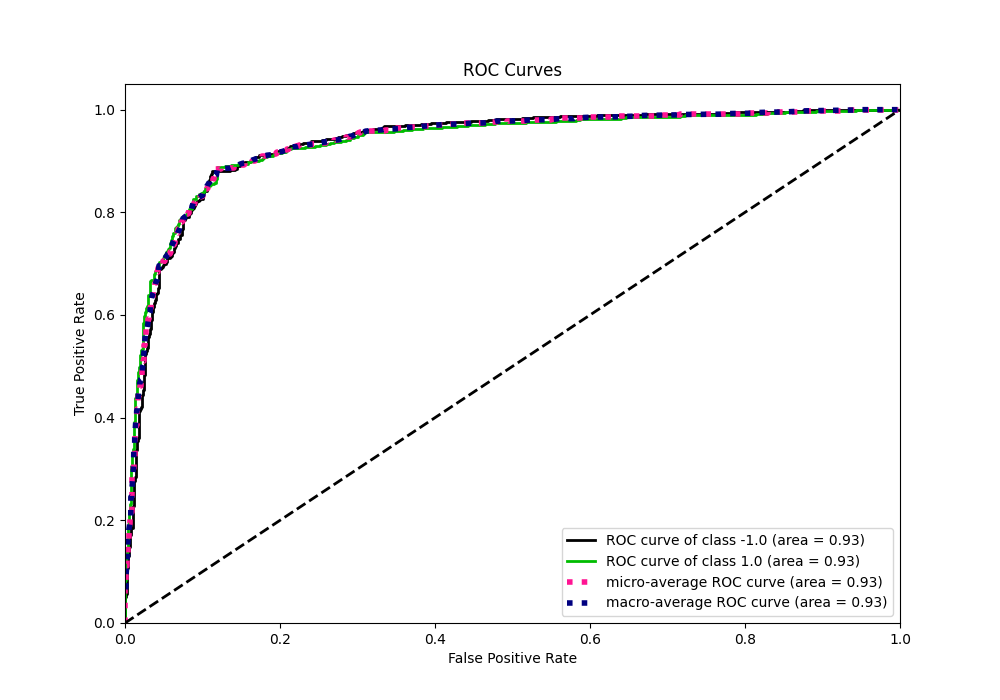 ROC Curves
True Positive Rate
1.0
0.8
0.6
0.4
0.2
0.0
ROC curve of class -1.0 (area = 0.93)
ROC curve of class 1.0 (area = 0.93)
micro-average ROC curve (area = 0.93)
macro-average ROC curve (area = 0.93)
0.0 0.2 0.4 0.6 0.8 1.0
False Positive Rate